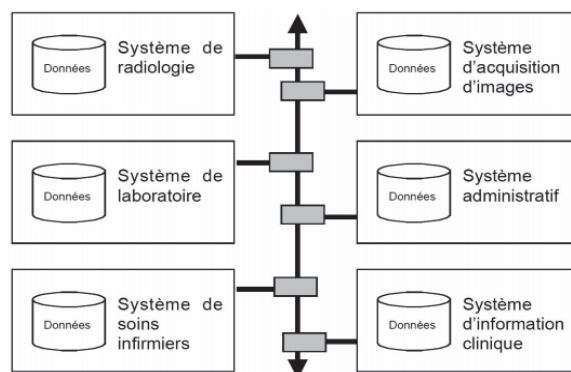 Données
Système de
radiologie
Données
Système
d'acquisition
d'images
Données
Système de
laboratoire
Données
Système
administratif
Données
Système de
soins
infirmiers
Données
Système
d'information
clinique